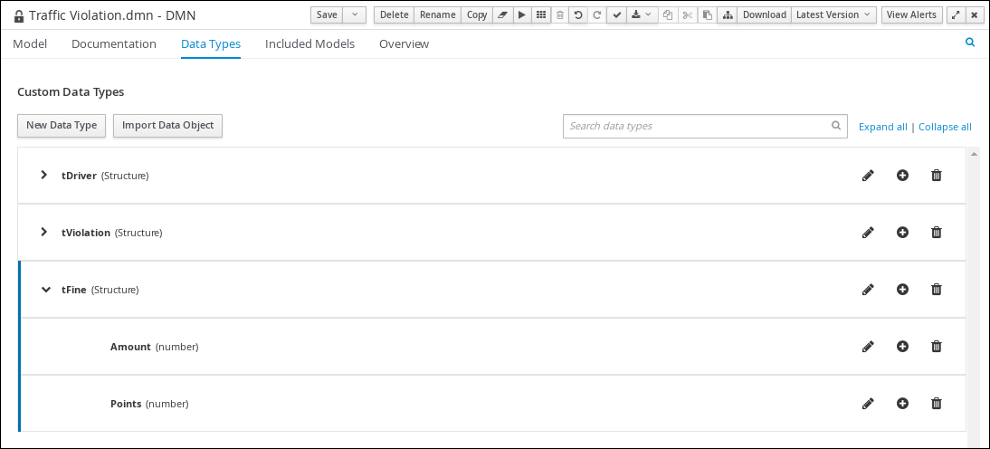 Traffic Violation.dmn - DMN Save Delete Rename Copy Download Latest Version View Alerts
Model Documentation Data Types Included Models Overview
Custom Data Types
New Data Type Import Data Object Search data types Expand all | Collapse all
tDriver (Structure)
tViolation (Structure)
tFine (Structure)
Amount (number)
Points (number)